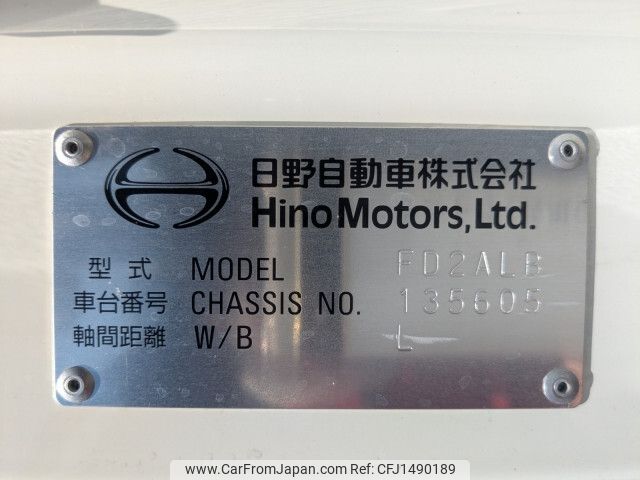 日野自動車株式会社
Hino Motors, Ltd.
型式 MODEL FD2ALB
車台番号 CHASSIS NO. 135605
軸間距離 W/B L
www.CarFromJapan.com CFJ1490189